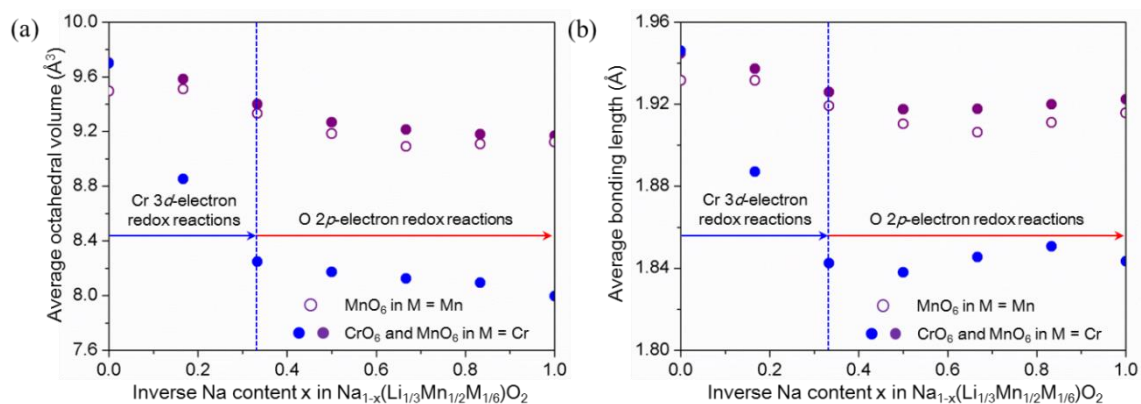 (a)
Average octahedral volume (Å³)
10.0
9.6
9.2
8.8
8.4
8.0
7.6
Cr 3d-electron
redox reactions
O 2p-electron redox reactions
MnO₆ in M = Mn
CrO₆ and MnO₆ in M = Cr
0.0 0.2 0.4 0.6 0.8 1.0
Inverse Na content x in Na₁₋ₓ(Li₁/₃Mn₁/₂M₁/₆)O₂
(b)
Average bonding length (Å)
1.96
1.92
1.88
1.84
1.80
Cr 3d-electron
redox reactions
O 2p-electron redox reactions
MnO₆ in M = Mn
CrO₆ and MnO₆ in M = Cr
0.0 0.2 0.4 0.6 0.8 1.0
Inverse Na content x in Na₁₋ₓ(Li₁/₃Mn₁/₂M₁/₆)O₂